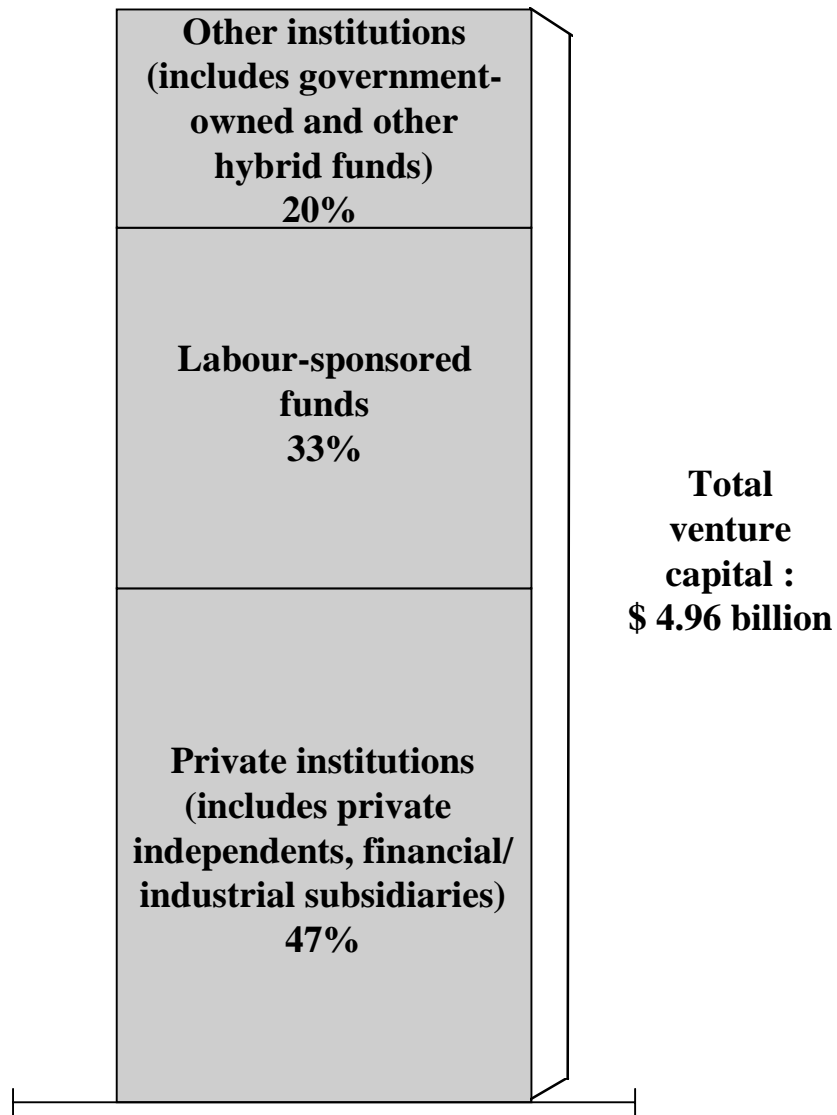 Other institutions
(includes government-
owned and other
hybrid funds)
20%
Labour-sponsored
funds
33%
Total
venture
capital :
$ 4.96 billion
Private institutions
(includes private
independents, financial/
industrial subsidiaries)
47%